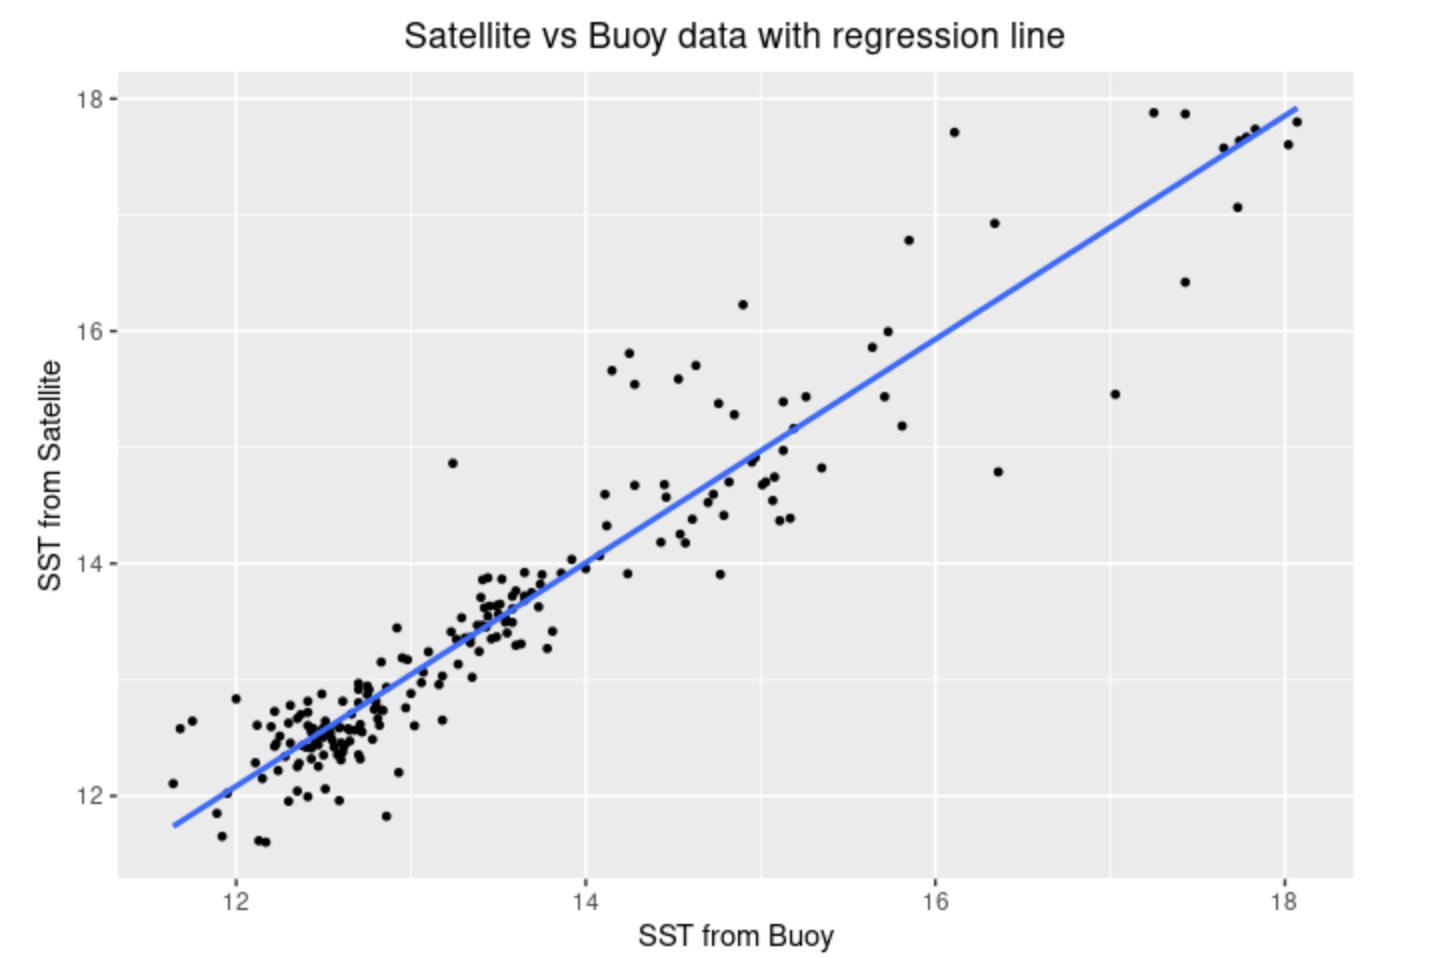 Satellite vs Buoy data with regression line
18
16
14
12
SST from Satellite
12 14 16 18
SST from Buoy